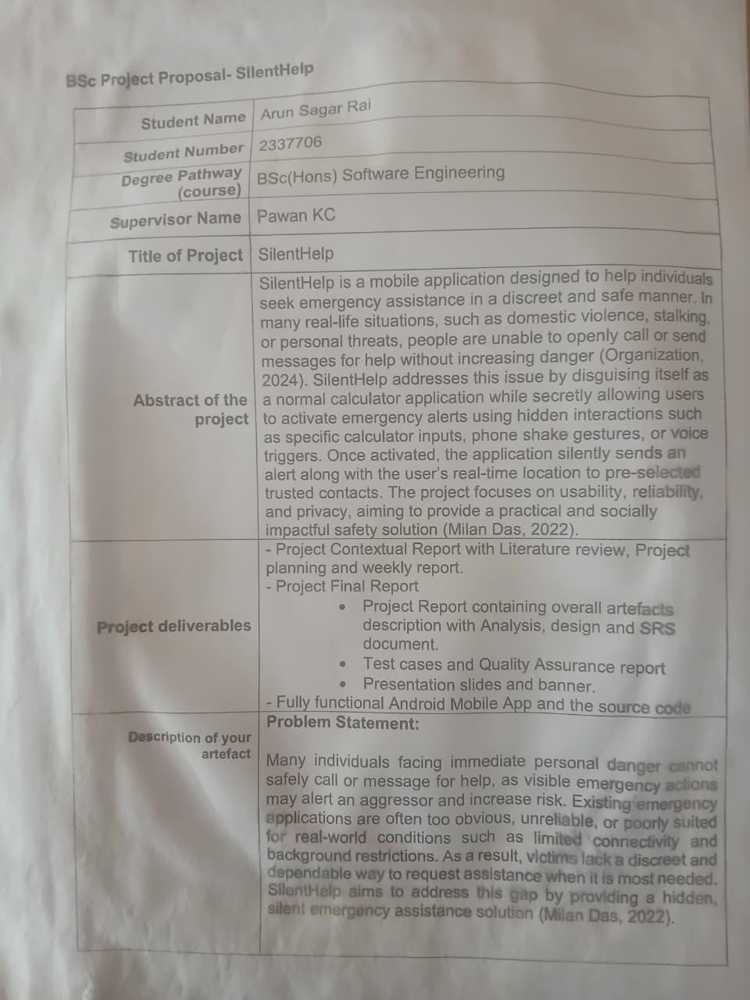 BSc Project Proposal- SilentHelp
Student Name
Arun Sagar Rai
Student Number
2337706
Degree Pathway
(course)
BSc(Hons) Software Engineering
Supervisor Name
Pawan KC
Title of Project
SilentHelp
Abstract of the
project
SilentHelp is a mobile application designed to help individuals
seek emergency assistance in a discreet and safe manner. In
many real-life situations, such as domestic violence, stalking,
or personal threats, people are unable to openly call or send
messages for help without increasing danger (Organization,
2024). SilentHelp addresses this issue by disguising itself as
a normal calculator application while secretly allowing users
to activate emergency alerts using hidden interactions such
as specific calculator inputs, phone shake gestures, or voice
triggers. Once activated, the application silently sends an
alert along with the user's real-time location to pre-selected
trusted contacts. The project focuses on usability, reliability,
and privacy, aiming to provide a practical and socially
impactful safety solution (Milan Das, 2022).
Project deliverables
- Project Contextual Report with Literature review, Project
planning and weekly report.
- Project Final Report
• Project Report containing overall artefacts
description with Analysis, design and SRS
document.
• Test cases and Quality Assurance report
• Presentation slides and banner.
- Fully functional Android Mobile App and the source code
Description of your
artefact
Problem Statement:
Many individuals facing immediate personal danger cannot
safely call or message for help, as visible emergency actions
may alert an aggressor and increase risk. Existing emergency
applications are often too obvious, unreliable, or poorly suited
for real-world conditions such as limited connectivity and
background restrictions. As a result, victims lack a discreet and
dependable way to request assistance when it is most needed.
SilentHelp aims to address this gap by providing a hidden,
silent emergency assistance solution (Milan Das, 2022).